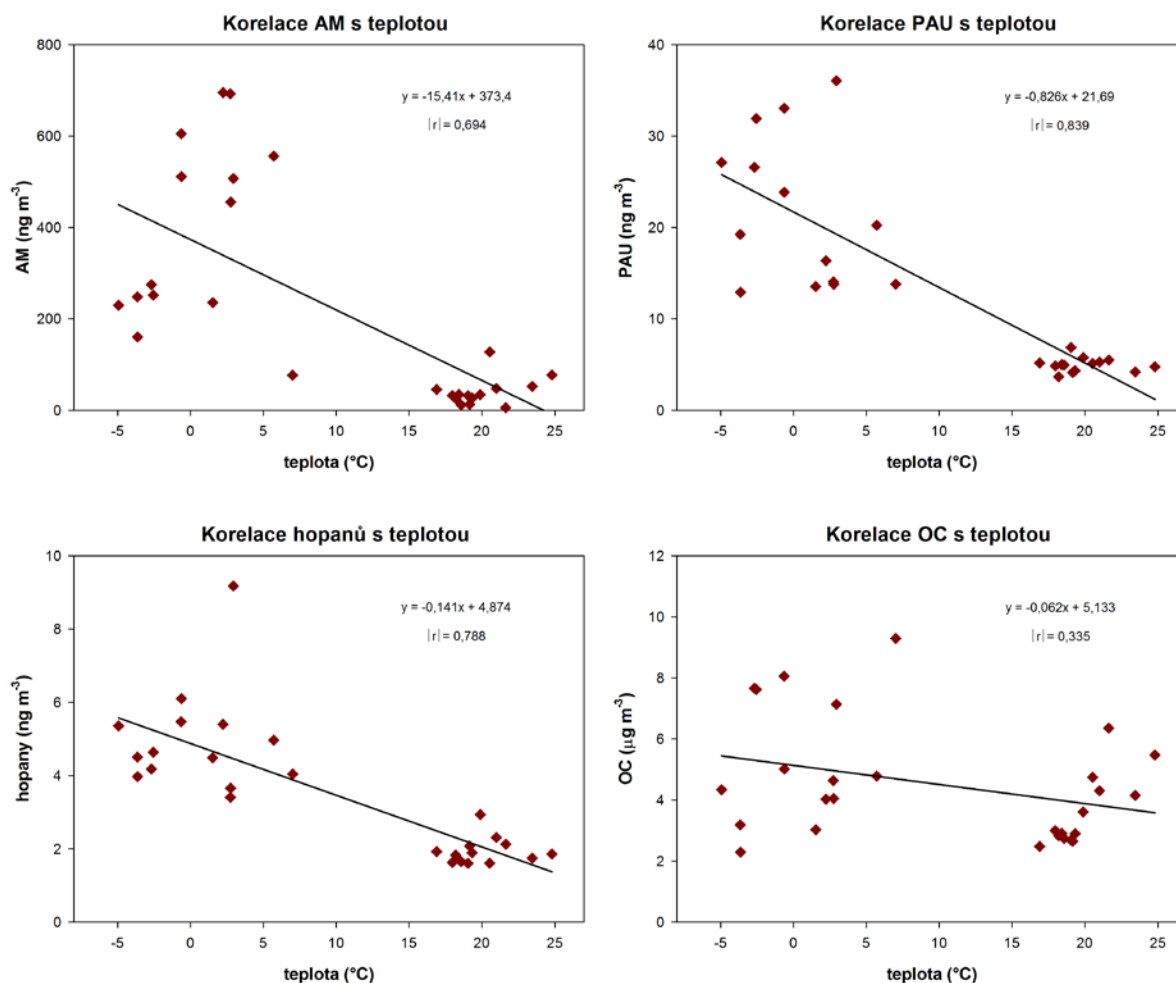 Korelace AM s teplotou
800
600
400
200
0
AM (ng m-3)
y = -15,41x + 373,4
|r|= 0,694
-5 0 5 10 15 20 25
teplota (°C)
Korelace PAU s teplotou
40
30
20
10
0
PAU (ng m-3)
y = -0,826x + 21,69
|r|= 0,839
-5 0 5 10 15 20 25
teplota (°C)
Korelace hopanů s teplotou
10
8
6
4
2
0
hopany (ng m-3)
y = -0,141x + 4,874
|r|= 0,788
-5 0 5 10 15 20 25
teplota (°C)
Korelace OC s teplotou
12
10
8
6
4
2
0
OC (μg m-3)
y = -0,062x + 5,133
|r|= 0,335
-5 0 5 10 15 20 25
teplota (°C)